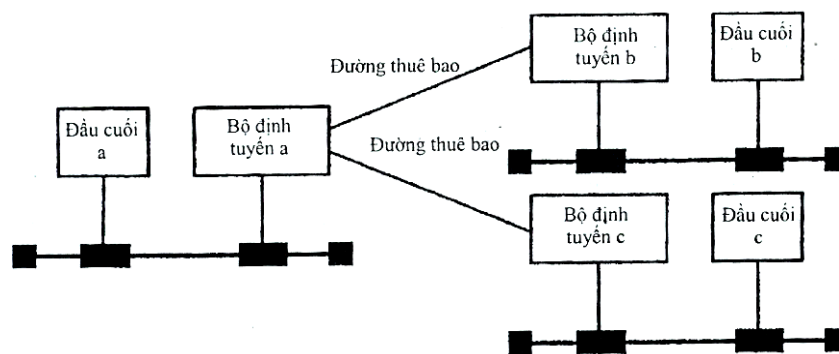 Bộ định
tuyến b
Đầu cuối
b
Đường thuê bao
Đầu cuối
a
Bộ định
tuyến a
Đường thuê bao
Bộ định
tuyến c
Đầu cuối
c